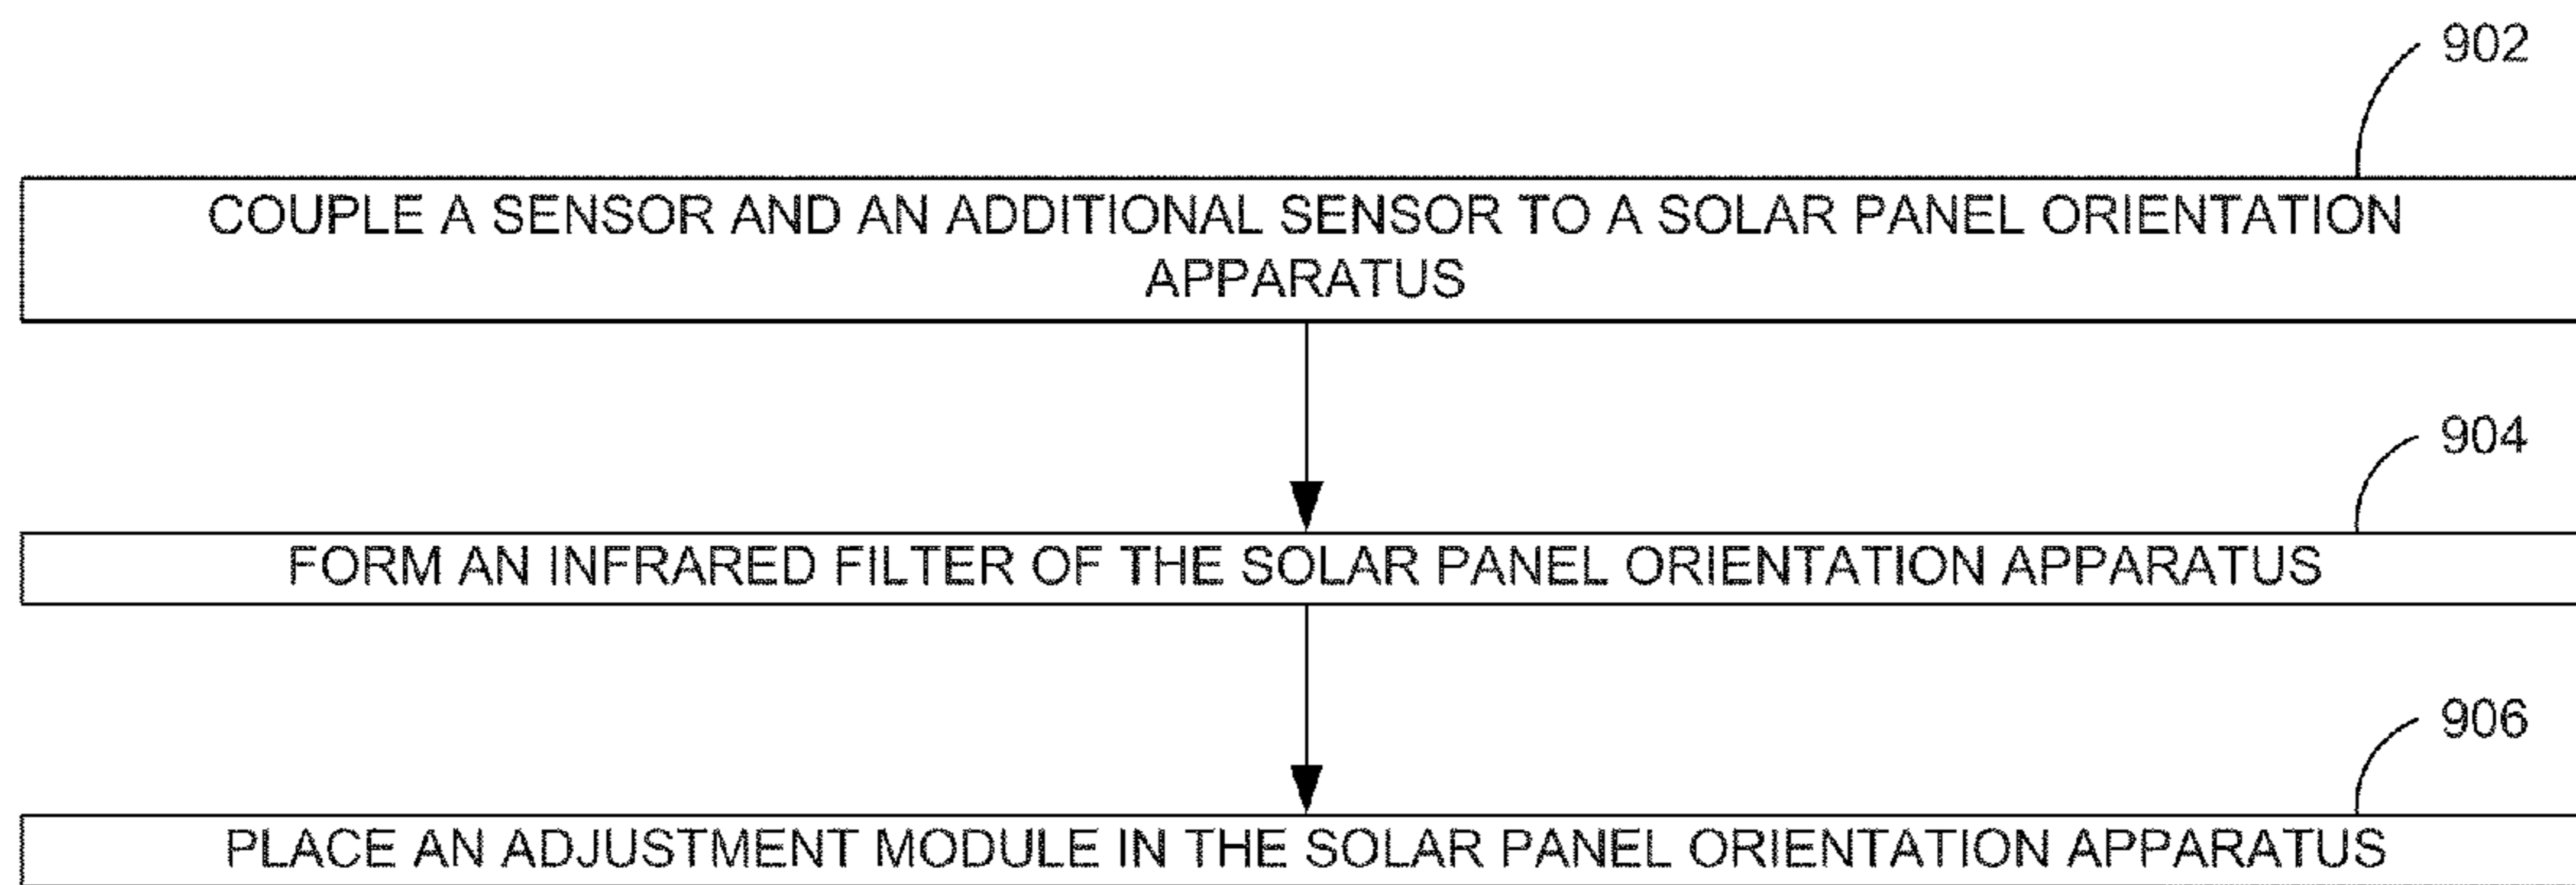 902
COUPLE A SENSOR AND AN ADDITIONAL SENSOR TO A SOLAR PANEL ORIENTATION
APPARATUS
904
FORM AN INFRARED FILTER OF THE SOLAR PANEL ORIENTATION APPARATUS
906
PLACE AN ADJUSTMENT MODULE IN THE SOLAR PANEL ORIENTATION APPARATUS